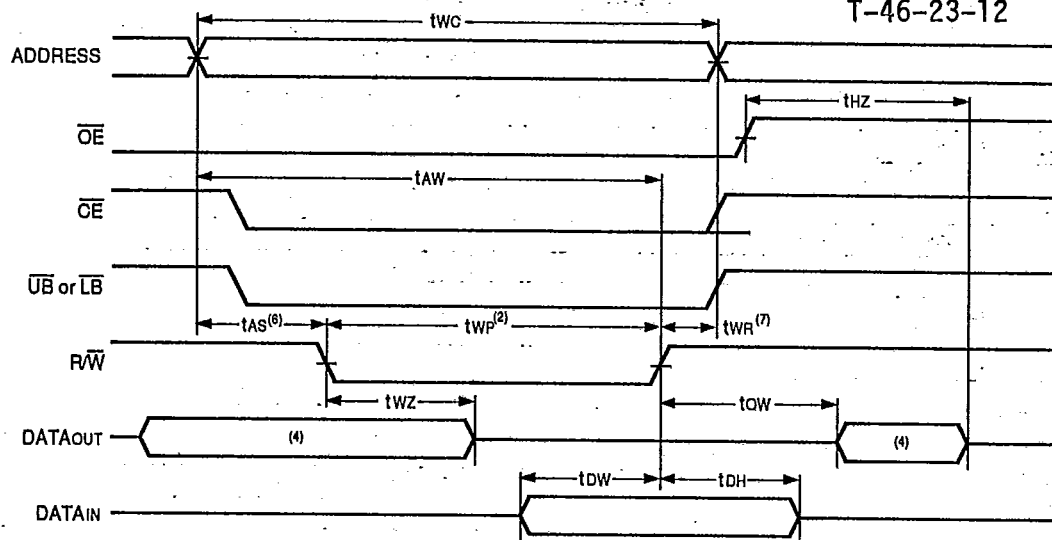 T-46-23-12
tWC
ADDRESS
tHZ
OE
tAW
CE
UB or LB
tAS(6)
tWP(2)
tWR(7)
R/W
tWZ
tOW
DATAOUT
(4)
(4)
tDW
tDH
DATAIN